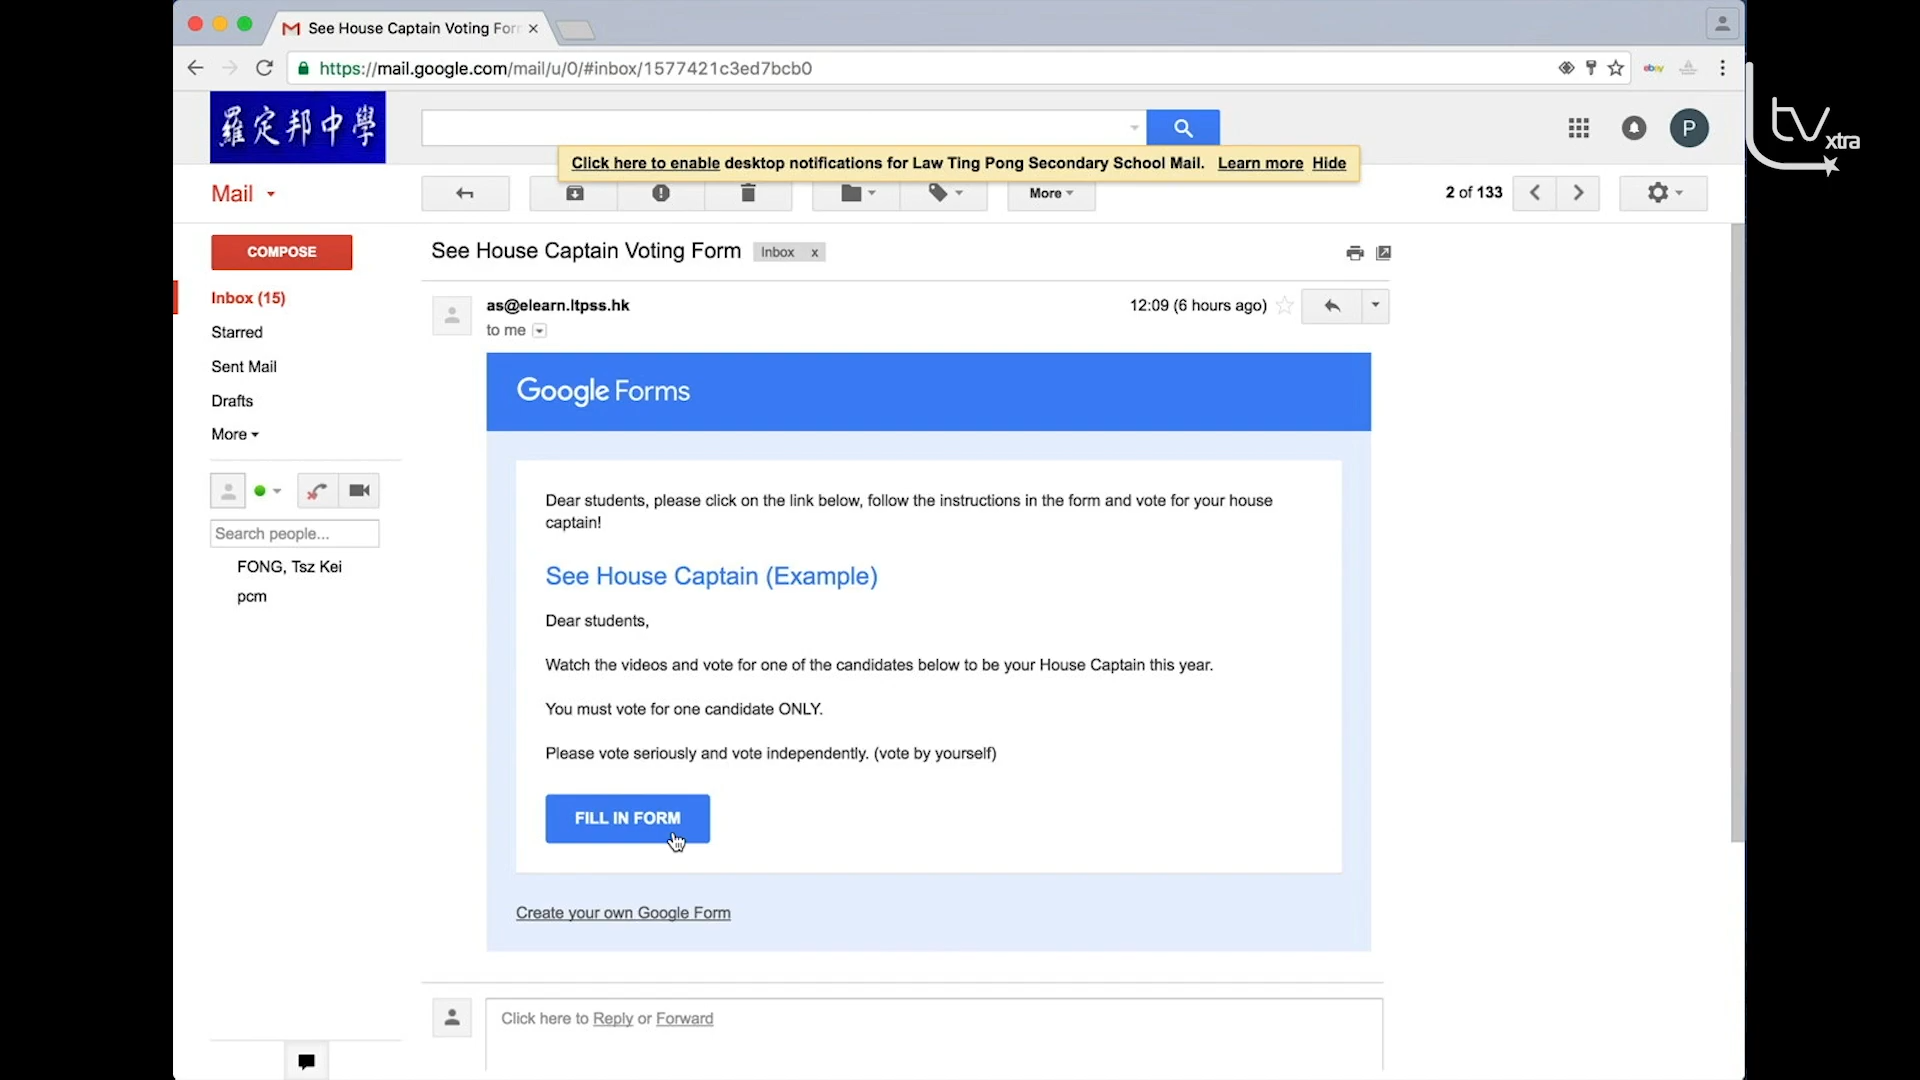 See House Captain Voting For
https://mail.google.com/mail/u/0/#inbox/1577421c3ed7bcb0
ebay
羅定邦中學
P
tv xtra
Click here to enable desktop notifications for Law Ting Pong Secondary School Mail. Learn more Hide
Mail
More
2 of 133
COMPOSE
See House Captain Voting Form
Inbox x
Inbox (15)
Starred
Sent Mail
Drafts
More
Search people...
FONG, Tsz Kei
pcm
as@elearn.ltpss.hk
12:09 (6 hours ago)
to me
Google Forms
Dear students, please click on the link below, follow the instructions in the form and vote for your house
captain!
See House Captain (Example)
Dear students,
Watch the videos and vote for one of the candidates below to be your House Captain this year.
You must vote for one candidate ONLY.
Please vote seriously and vote independently. (vote by yourself)
FILL IN FORM
Create your own Google Form
Click here to Reply or Forward